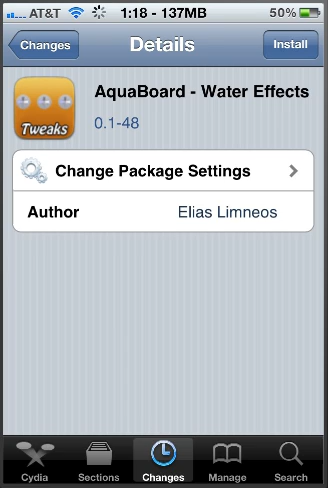 AT&T 1:18 - 137MB 50%
Changes Details Install
AquaBoard - Water Effects
Tweaks
0.1-48
Change Package Settings
Author Elias Limneos
Cydia Sections Changes Manage Search